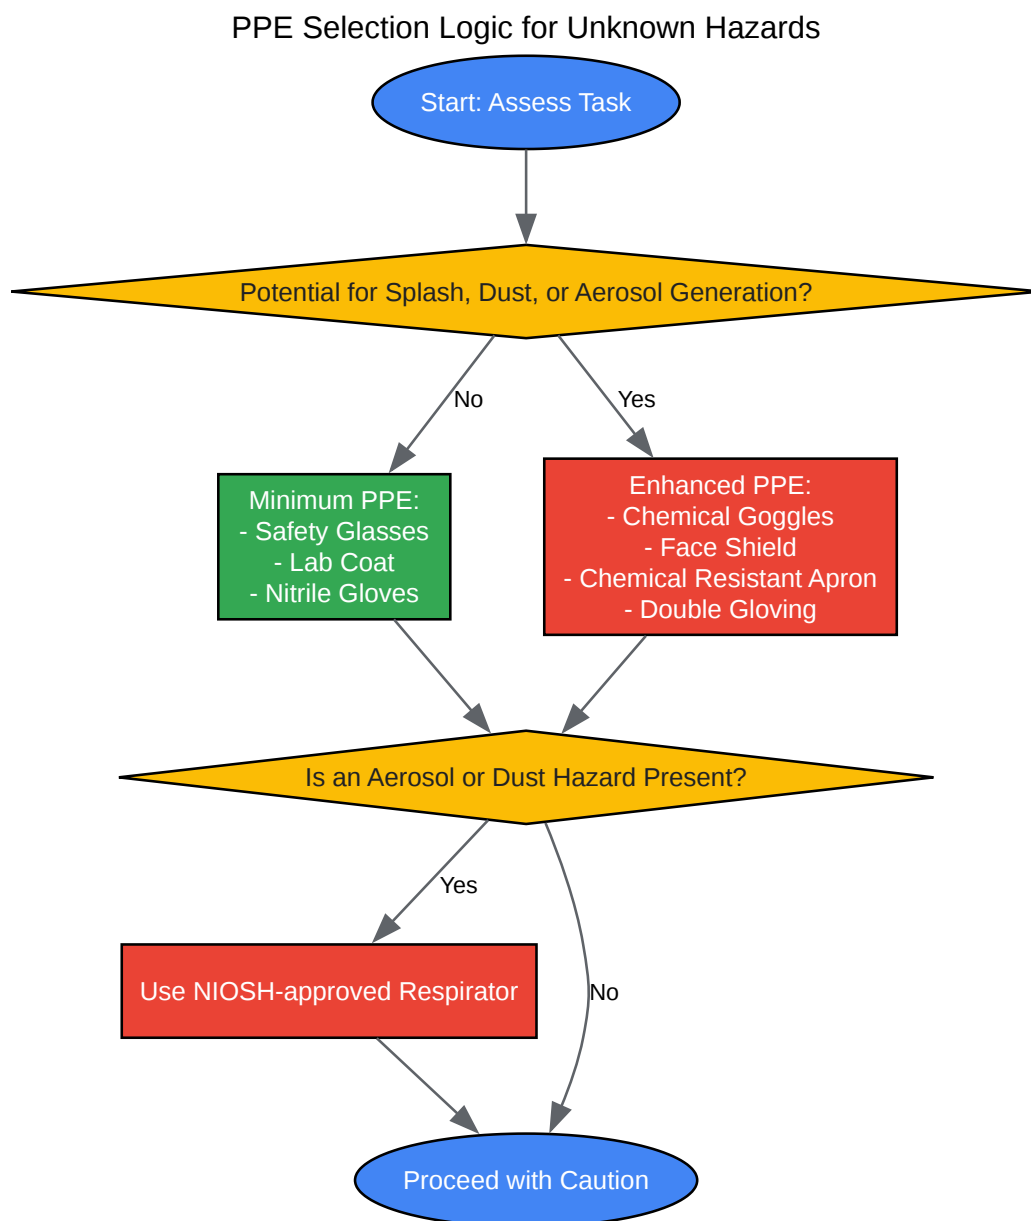 PPE Selection Logic for Unknown Hazards
Start: Assess Task
Potential for Splash, Dust, or Aerosol Generation?
No
Yes
Minimum PPE:
- Safety Glasses
- Lab Coat
- Nitrile Gloves
Enhanced PPE:
- Chemical Goggles
- Face Shield
- Chemical Resistant Apron
- Double Gloving
Is an Aerosol or Dust Hazard Present?
Yes
Use NIOSH-approved Respirator
No
Proceed with Caution